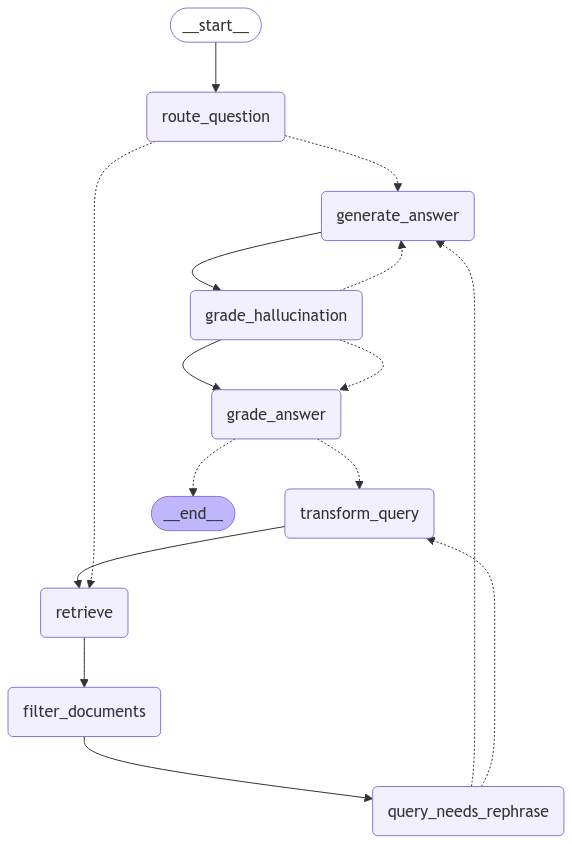 __start__
route_question
generate_answer
grade_hallucination
grade_answer
__end__
transform_query
retrieve
filter_documents
query_needs_rephrase